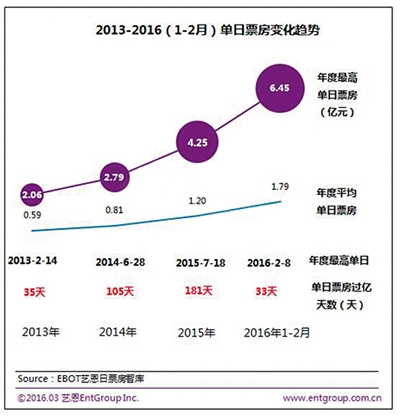 2013-2016（1-2月）单日票房变化趋势
年度最高
单日票房
（亿元）
6.45
4.25
2.79
2.06
年度平均
单日票房
1.79
1.20
0.81
0.59
2013-2-14 2014-6-28 2015-7-18 2016-2-8 年度最高单日
35天 105天 181天 33天 单日票房过亿
天数（天）
2013年 2014年 2015年 2016年1-2月
Source：EBOT艺恩日票房智库
©2016.03 艺恩EntGroup Inc. www.entgroup.com.cn